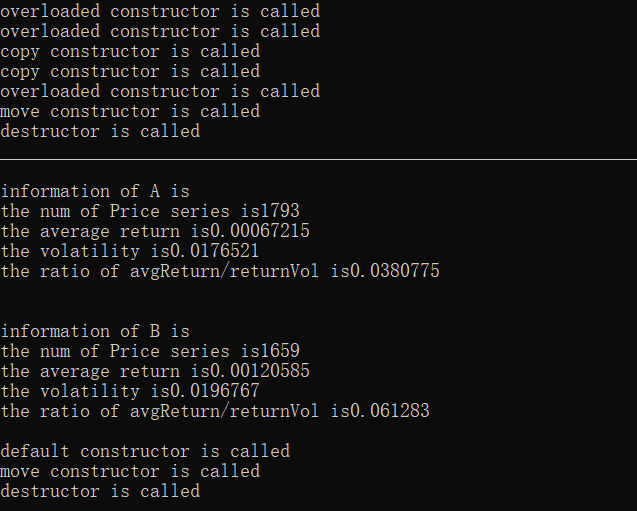 overloaded constructor is called
overloaded constructor is called
copy constructor is called
copy constructor is called
overloaded constructor is called
move constructor is called
destructor is called
information of A is
the num of Price series is1793
the average return is0.00067215
the volatility is0.0176521
the ratio of avgReturn/returnVol is0.0380775
information of B is
the num of Price series is1659
the average return is0.00120585
the volatility is0.0196767
the ratio of avgReturn/returnVol is0.061283
default constructor is called
move constructor is called
destructor is called